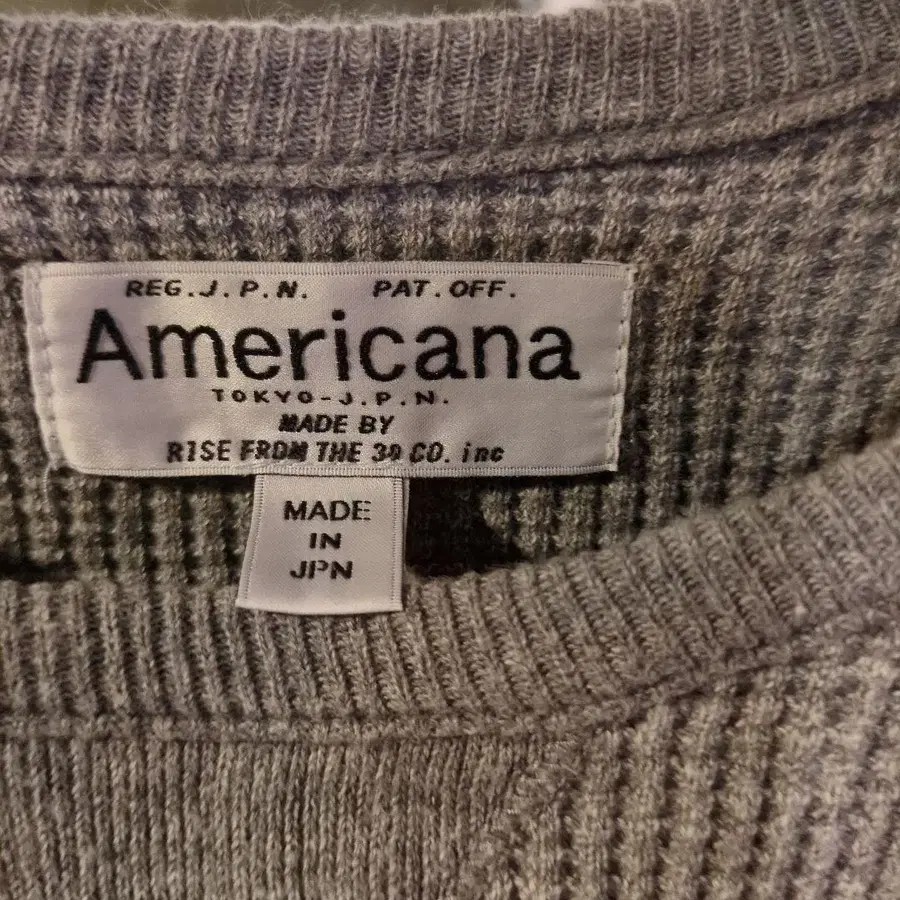 REG.J.P.N. PAT.OFF.
Americana
TOKYO-J.P.N.
MADE BY
RISE FROM THE 30 CO. inc
MADE
IN
JPN